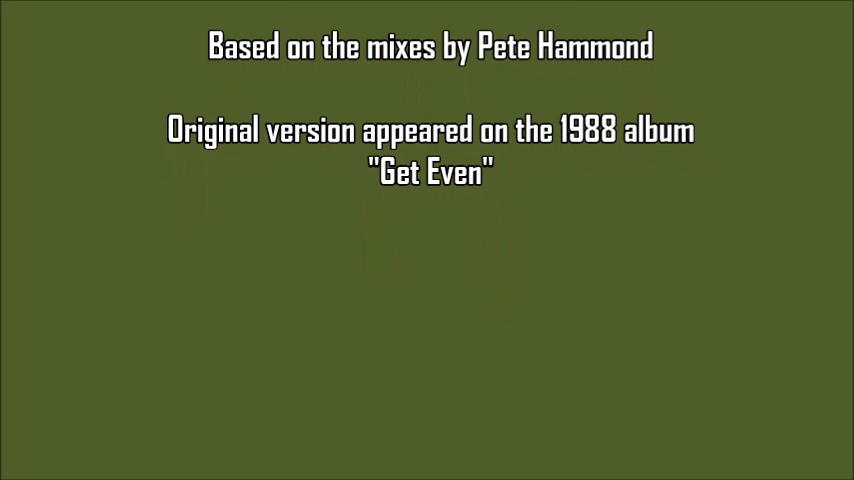 Based on the mixes by Pete Hammond
Original version appeared on the 1988 album
"Get Even"